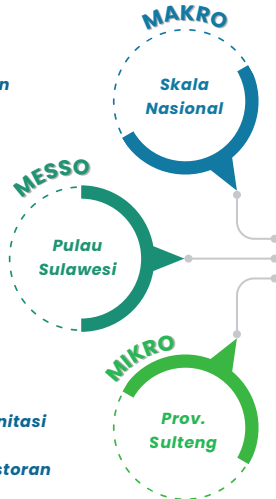 MAKRO
Skala
Nasional
MESSO
Pulau
Sulawesi
MIKRO
Prov.
Sulteng